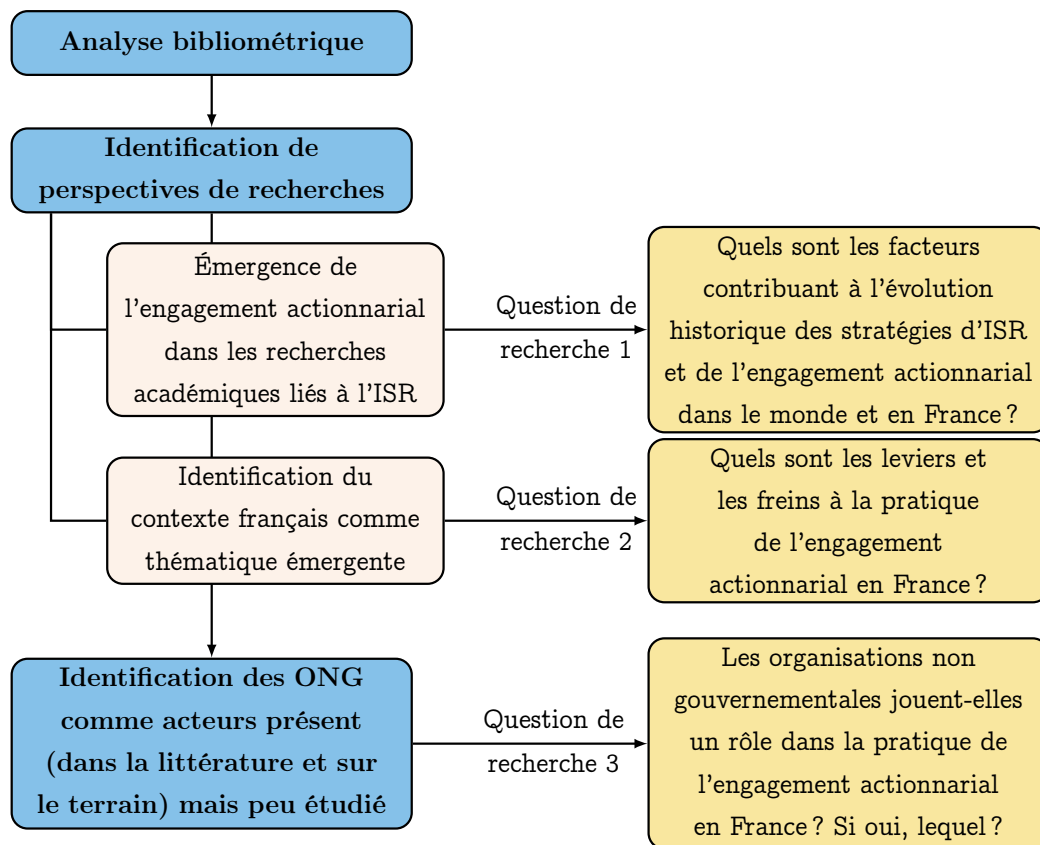 Analyse bibliométrique
Identification de
perspectives de recherches
Émergence de
l'engagement actionnarial
dans les recherches
académiques liés à l'ISR
Question de
recherche 1
Quels sont les facteurs
contribuant à l'évolution
historique des stratégies d'ISR
et de l'engagement actionnarial
dans le monde et en France ?
Identification du
contexte français comme
thématique émergente
Question de
recherche 2
Quels sont les leviers et
les freins à la pratique
de l'engagement
actionnarial en France ?
Identification des ONG
comme acteurs présent
(dans la littérature et sur
le terrain) mais peu étudié
Question de
recherche 3
Les organisations non
gouvernementales jouent-elles
un rôle dans la pratique de
l'engagement actionnarial
en France ? Si oui, lequel ?